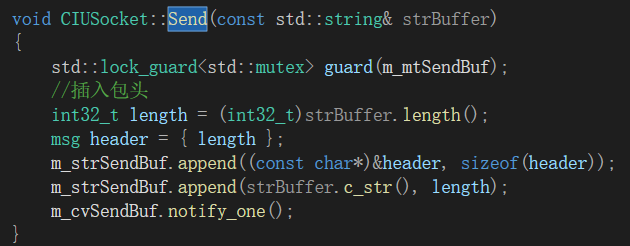 void CIUSocket::Send(const std::string& strBuffer)
{
    std::lock_guard<std::mutex> guard(m_mtSendBuf);
    //插入包头
    int32_t length = (int32_t)strBuffer.length();
    msg header = { length };
    m_strSendBuf.append((const char*)&header, sizeof(header));
    m_strSendBuf.append(strBuffer.c_str(), length);
    m_cvSendBuf.notify_one();
}